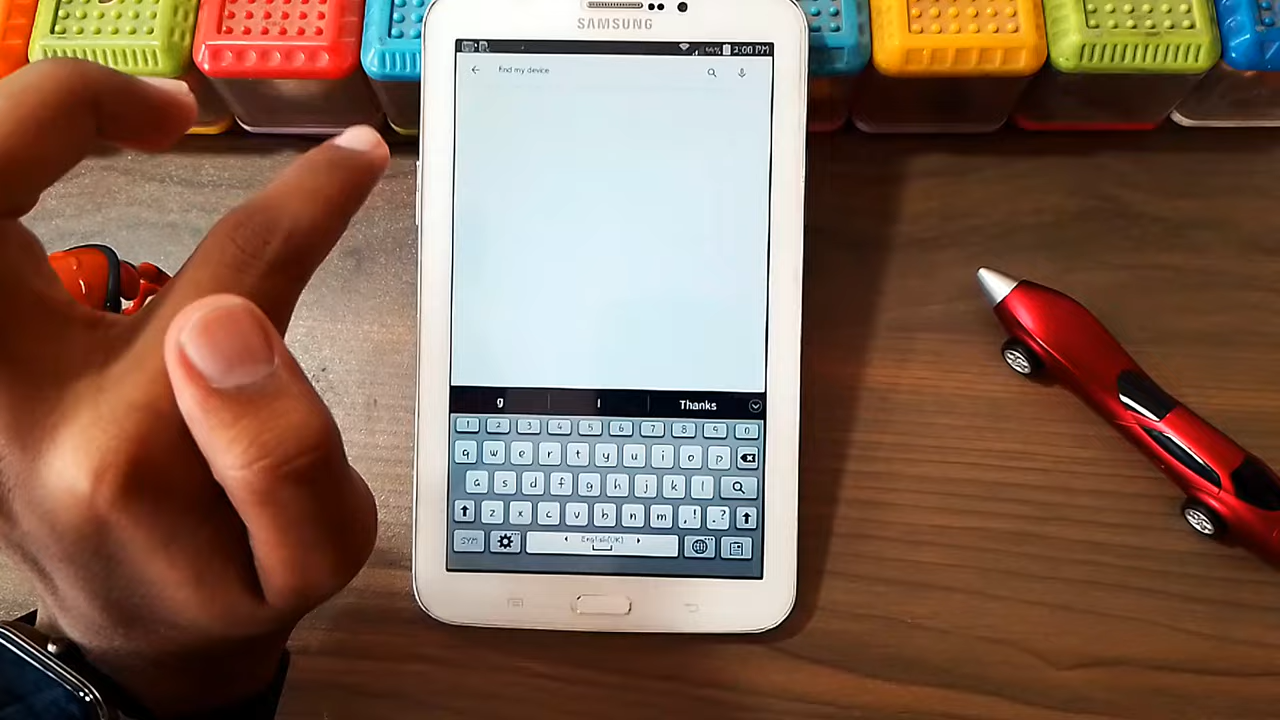 SAMSUNG
44% 2:00 PM
find my device
g l Thanks
1 2 3 4 5 6 7 8 9 0
q w e r t y u i o p
a s d f g h j k l
z x c v b n m ,! .?
SYM English(UK)